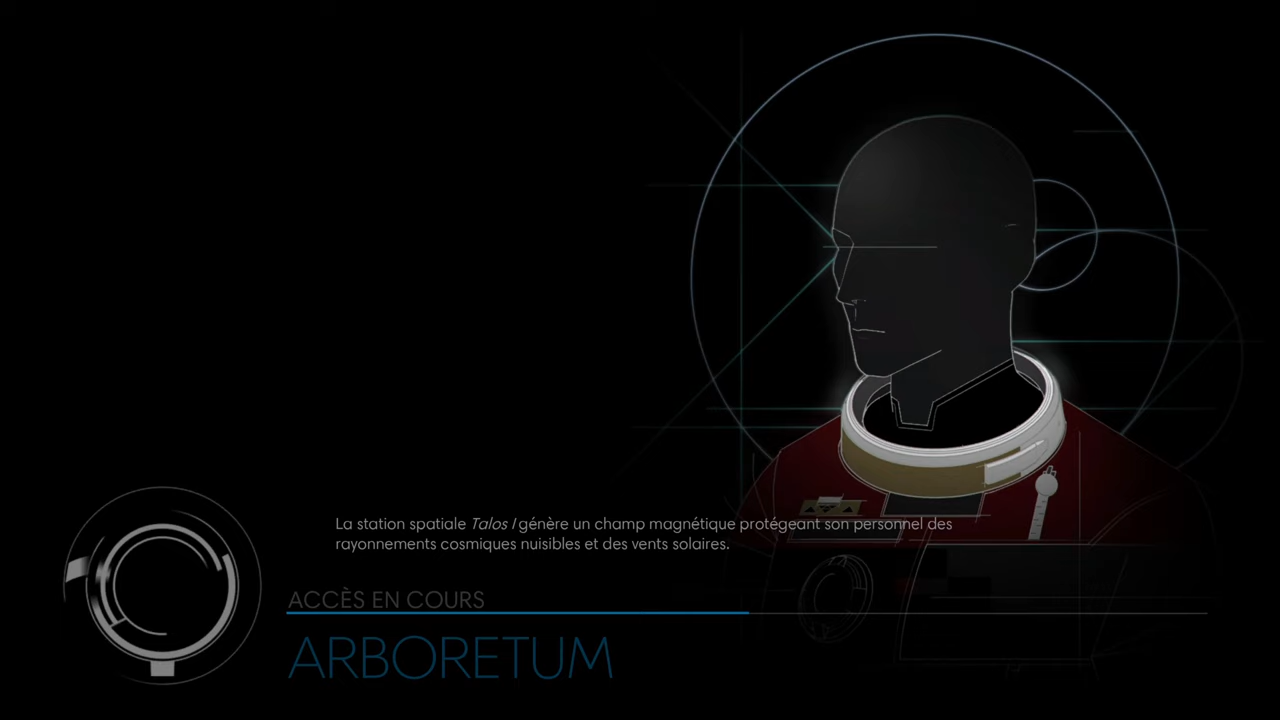 La station spatiale Talos I génère un champ magnétique protégeant son personnel des
rayonnements cosmiques nuisibles et des vents solaires.
ACCÈS EN COURS
ARBORETUM